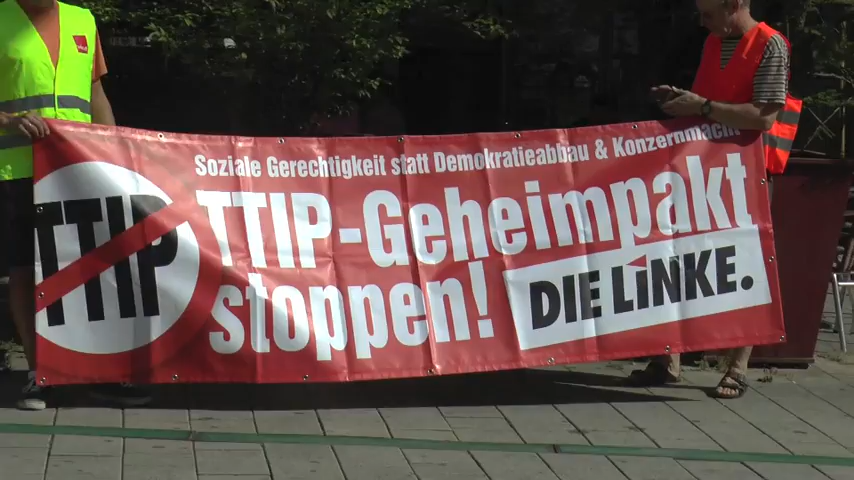 Soziale Gerechtigkeit statt Demokratieabbau & Konzernmacht
TTIP
TTIP-Geheimpakt
stoppen!
DIE LINKE.